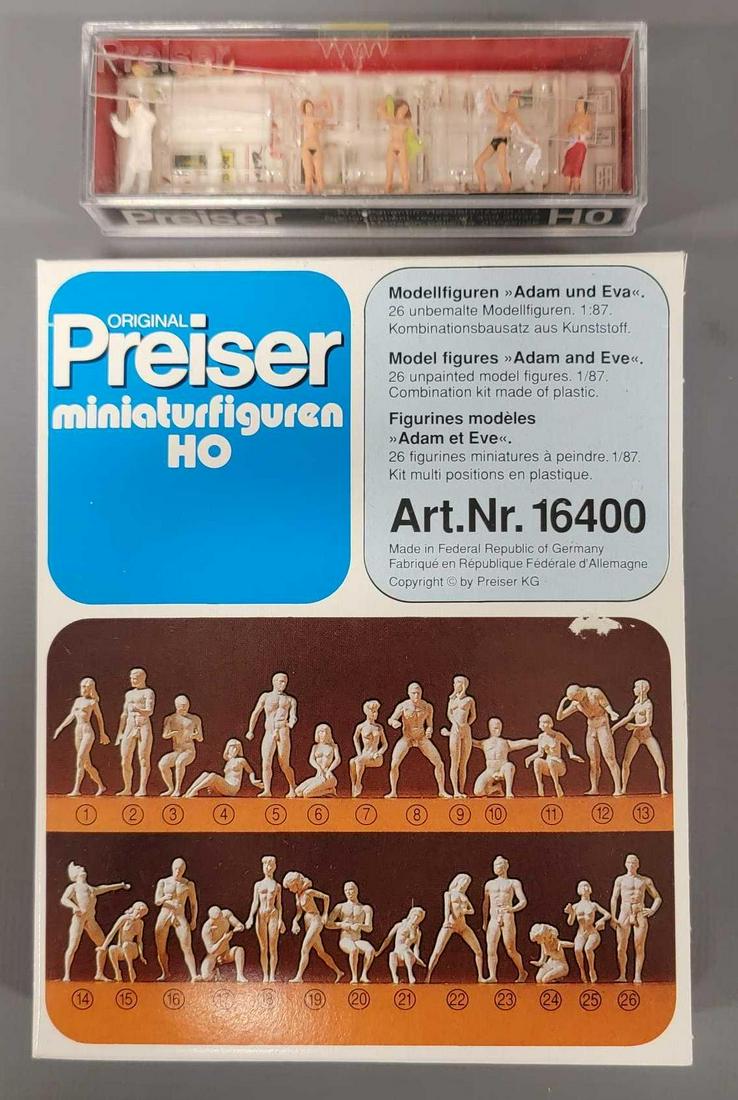 Preiser
Preiser
HO
ORIGINAL
Preiser
miniaturfiguren
HO
Modellfiguren »Adam und Eva«.
26 unbemalte Modellfiguren. 1:87.
Kombinationsbausatz aus Kunststoff.
Model figures »Adam and Eve«.
26 unpainted model figures. 1/87.
Combination kit made of plastic.
Figurines modèles
»Adam et Eve«.
26 figurines miniatures à peindre. 1/87.
Kit multi positions en plastique.
Art.Nr. 16400
Made in Federal Republic of Germany
Fabriqué en République Fédérale d'Allemagne
Copyright © by Preiser KG
1 2 3 4 5 6 7 8 9 10 11 12 13
14 15 16 17 18 19 20 21 22 23 24 25 26